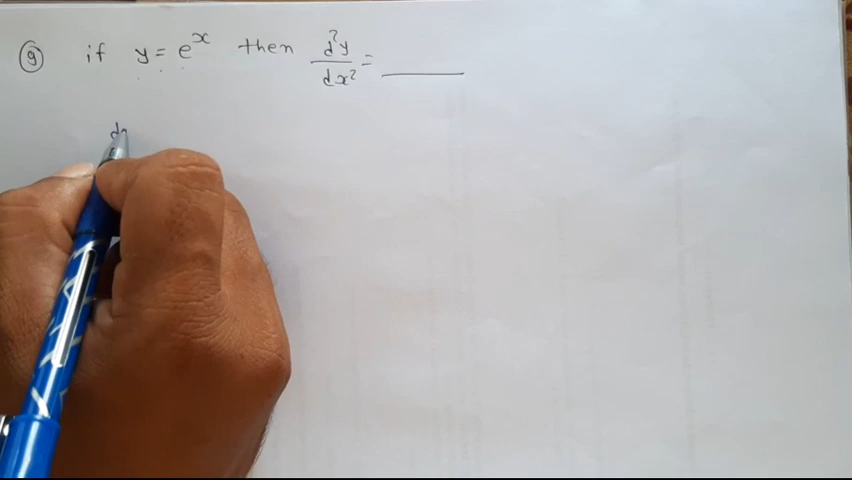 9 if y = e^x then d²y/dx² = ______
d